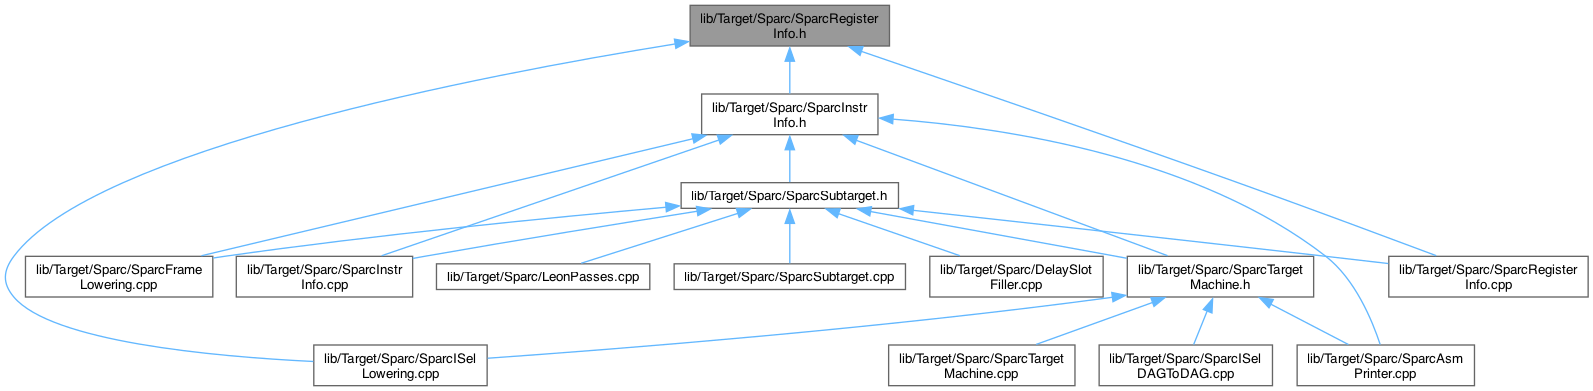 lib/Target/Sparc/SparcRegister
Info.h
lib/Target/Sparc/SparcInstr
Info.h
lib/Target/Sparc/SparcSubtarget.h
lib/Target/Sparc/SparcFrame
Lowering.cpp
lib/Target/Sparc/SparcInstr
Info.cpp
lib/Target/Sparc/LeonPasses.cpp
lib/Target/Sparc/SparcSubtarget.cpp
lib/Target/Sparc/DelaySlot
Filler.cpp
lib/Target/Sparc/SparcTarget
Machine.h
lib/Target/Sparc/SparcRegister
Info.cpp
lib/Target/Sparc/SparcISel
Lowering.cpp
lib/Target/Sparc/SparcTarget
Machine.cpp
lib/Target/Sparc/SparcISel
DAGToDAG.cpp
lib/Target/Sparc/SparcAsm
Printer.cpp